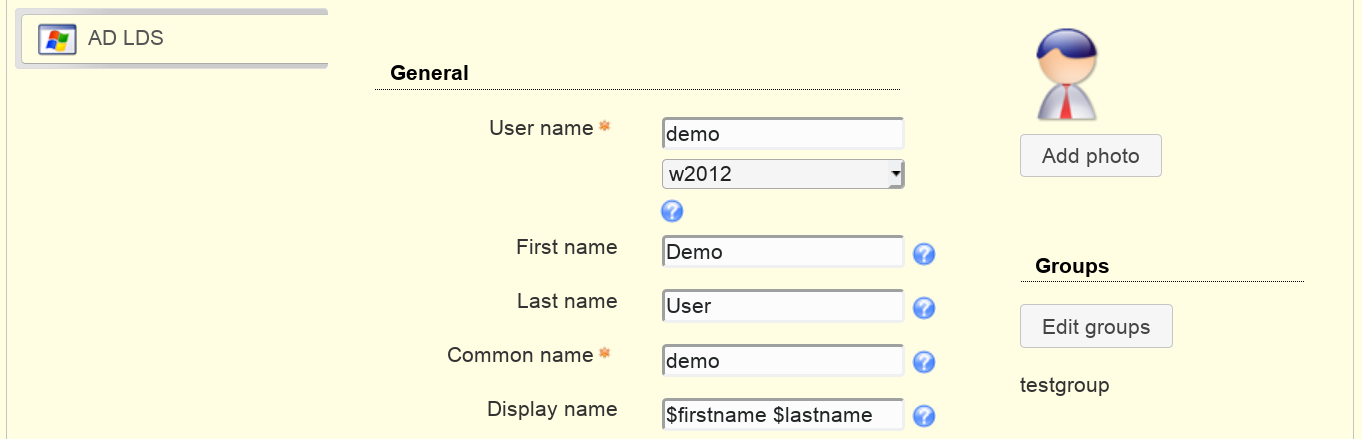 AD LDS
General
User name *
demo
w2012
First name
Demo
Last name
User
Common name *
demo
Display name
$firstname $lastname
Add photo
Groups
Edit groups
testgroup